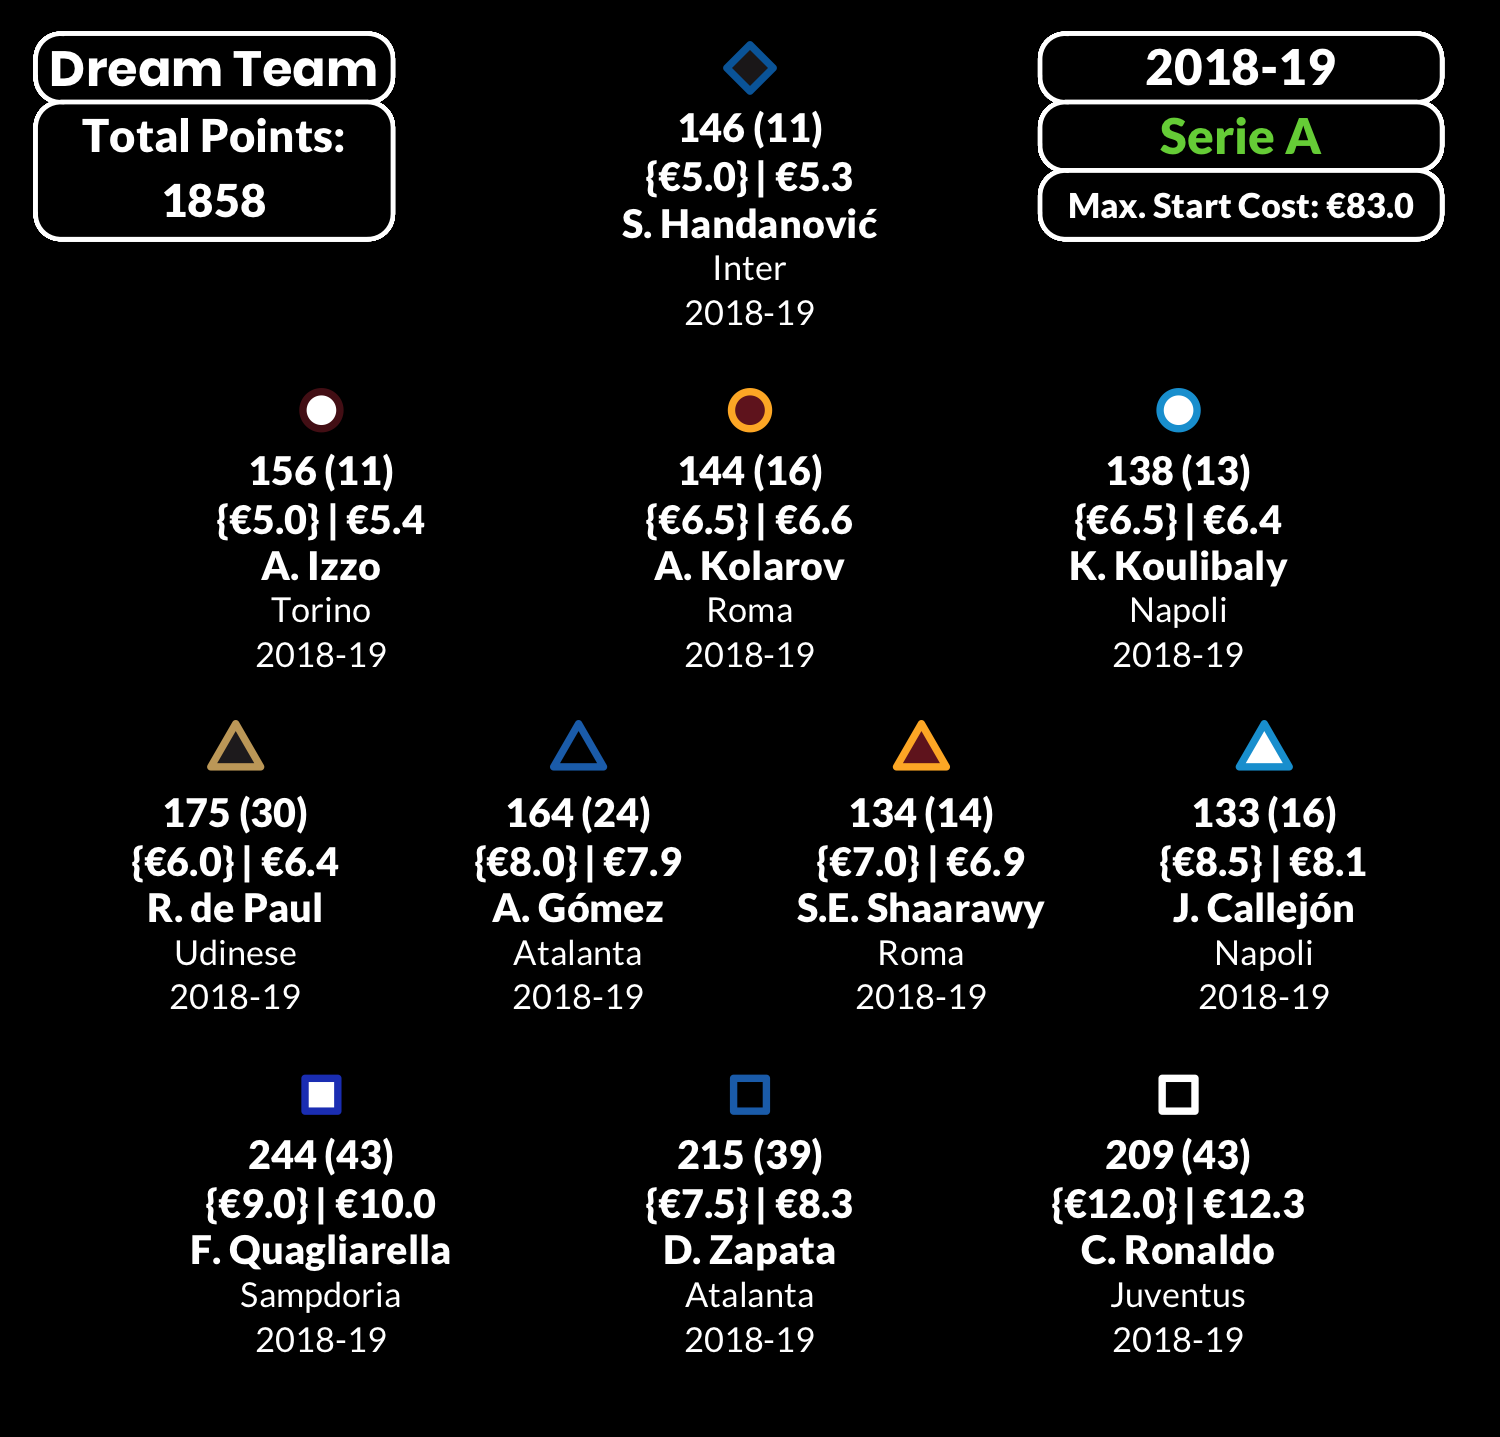 Dream Team
Total Points:
1858
2018-19
Serie A
Max. Start Cost: €83.0
146 (11)
{€5.0} | €5.3
S. Handanović
Inter
2018-19
156 (11)
{€5.0} | €5.4
A. Izzo
Torino
2018-19
144 (16)
{€6.5} | €6.6
A. Kolarov
Roma
2018-19
138 (13)
{€6.5} | €6.4
K. Koulibaly
Napoli
2018-19
175 (30)
{€6.0} | €6.4
R. de Paul
Udinese
2018-19
164 (24)
{€8.0} | €7.9
A. Gómez
Atalanta
2018-19
134 (14)
{€7.0} | €6.9
S.E. Shaarawy
Roma
2018-19
133 (16)
{€8.5} | €8.1
J. Callejón
Napoli
2018-19
244 (43)
{€9.0} | €10.0
F. Quagliarella
Sampdoria
2018-19
215 (39)
{€7.5} | €8.3
D. Zapata
Atalanta
2018-19
209 (43)
{€12.0} | €12.3
C. Ronaldo
Juventus
2018-19